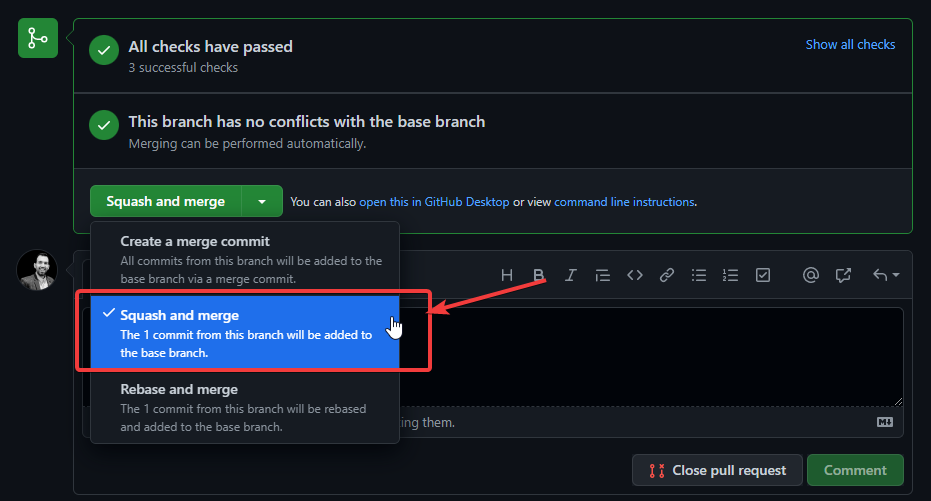 All checks have passed
Show all checks
3 successful checks
This branch has no conflicts with the base branch
Merging can be performed automatically.
Squash and merge
You can also open this in GitHub Desktop or view command line instructions.
Create a merge commit
All commits from this branch will be added to the
base branch via a merge commit.
H B I
Squash and merge
The 1 commit from this branch will be added to
the base branch.
Rebase and merge
The 1 commit from this branch will be rebased
and added to the base branch.
ing them.
Close pull request
Comment